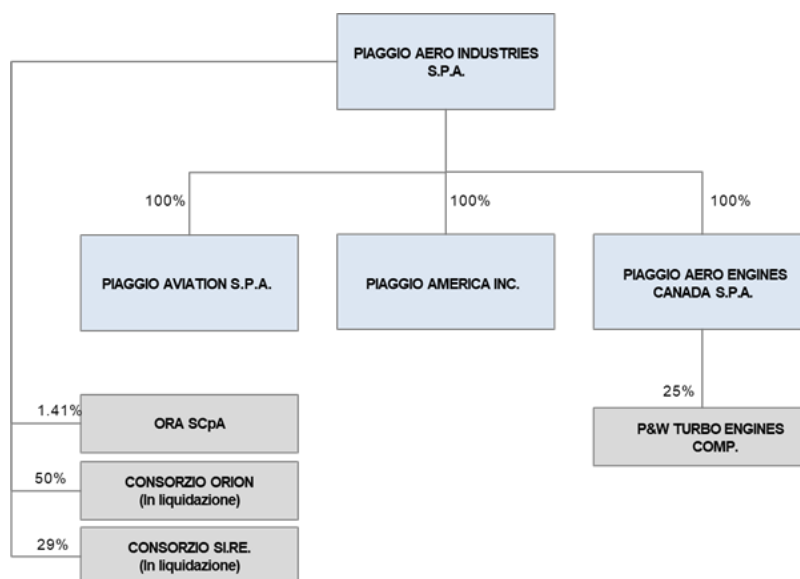 PIAGGIO AERO INDUSTRIES
S.P.A.
100%
100%
100%
PIAGGIO AVIATION S.P.A.
PIAGGIO AMERICA INC.
PIAGGIO AERO ENGINES
CANADA S.P.A.
1.41%
ORA SCpA
25%
P&W TURBO ENGINES
COMP.
50%
CONSORZIO ORION
(In liquidazione)
29%
CONSORZIO SI.RE.
(In liquidazione)